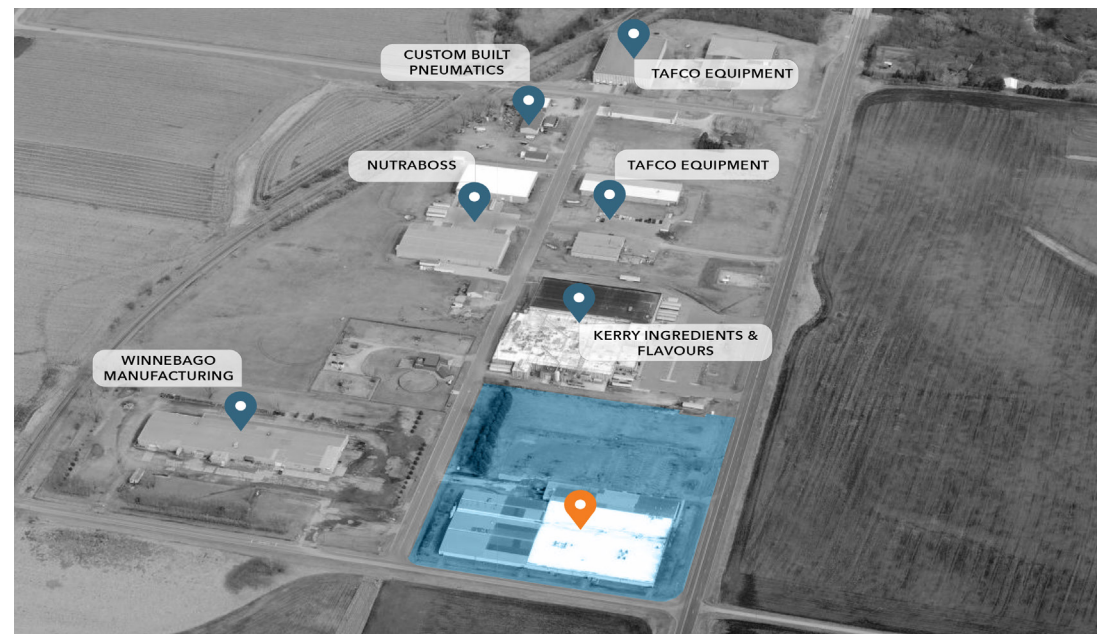 CUSTOM BUILT
PNEUMATICS
TAFCO EQUIPMENT
NUTRABOSS
TAFCO EQUIPMENT
KERRY INGREDIENTS &
FLAVOURS
WINNEBAGO
MANUFACTURING